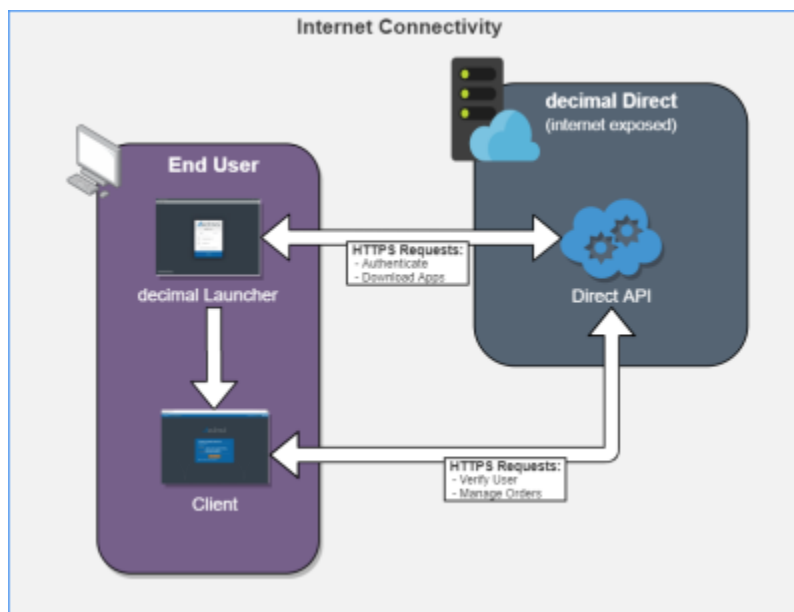 Internet Connectivity
decimal Direct
(internet exposed)
End User
HTTPS Requests:
- Authenticate
- Download Apps
decimal Launcher
Direct API
HTTPS Requests:
- Verify User
- Manage Orders
Client